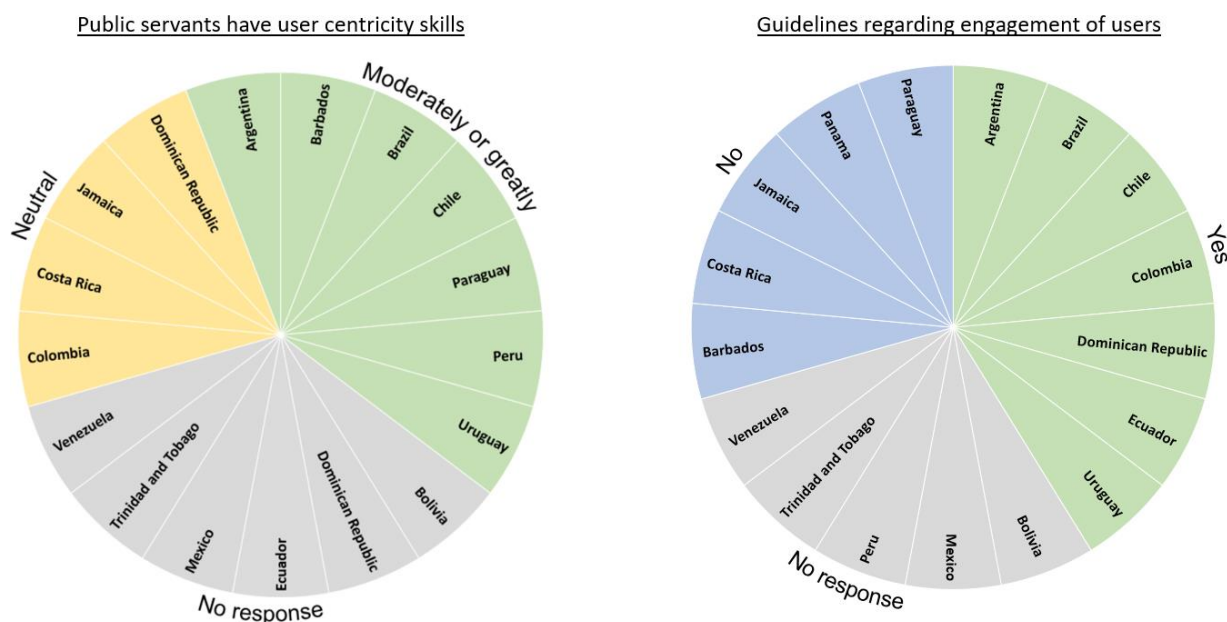 Public servants have user centricity skills
Moderately or greatly
Argentina
Barbados
Brazil
Chile
Paraguay
Peru
Uruguay
No response
Bolivia
Dominican Republic
Ecuador
Mexico
Trinidad and Tobago
Venezuela
Neutral
Colombia
Costa Rica
Jamaica
Dominican Republic
Guidelines regarding engagement of users
Yes
Argentina
Brazil
Chile
Colombia
Dominican Republic
Ecuador
Uruguay
No response
Bolivia
Mexico
Peru
Trinidad and Tobago
Venezuela
No
Barbados
Costa Rica
Jamaica
Panama
Paraguay